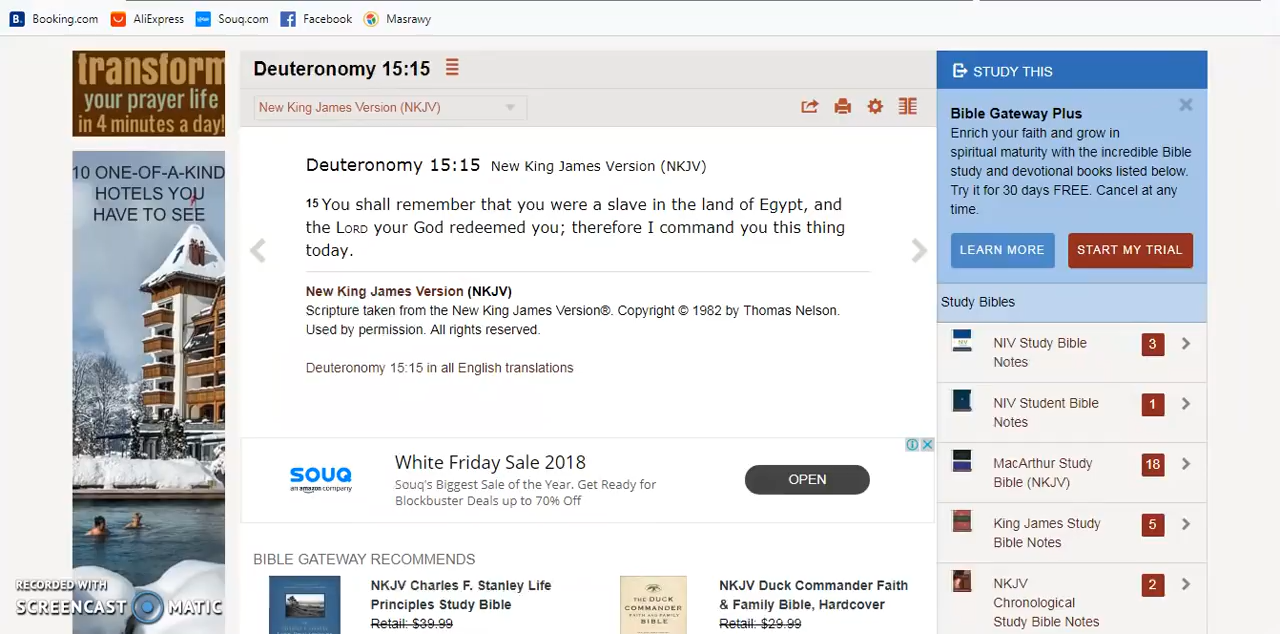 Booking.com AliExpress Souq.com Facebook Masrawy
transform
your prayer life
in 4 minutes a day!
10 ONE-OF-A-KIND
HOTELS YOU
HAVE TO SEE
RECORDED WITH
SCREENCAST MATIC
Deuteronomy 15:15
New King James Version (NKJV)
Deuteronomy 15:15 New King James Version (NKJV)
15 You shall remember that you were a slave in the land of Egypt, and
the LORD your God redeemed you; therefore I command you this thing
today.
New King James Version (NKJV)
Scripture taken from the New King James Version®. Copyright © 1982 by Thomas Nelson.
Used by permission. All rights reserved.
Deuteronomy 15:15 in all English translations
SOUQ
an amazon company
White Friday Sale 2018
Souq's Biggest Sale of the Year. Get Ready for
Blockbuster Deals up to 70% Off
OPEN
BIBLE GATEWAY RECOMMENDS
NKJV Charles F. Stanley Life
Principles Study Bible
Retail: $39.99
THE DUCK
COMMANDER
NKJV Duck Commander Faith
& Family Bible, Hardcover
Retail: $29.99
STUDY THIS
Bible Gateway Plus
Enrich your faith and grow in
spiritual maturity with the incredible Bible
study and devotional books listed below.
Try it for 30 days FREE. Cancel at any
time.
LEARN MORE START MY TRIAL
Study Bibles
NIV Study Bible
Notes
3
NIV Student Bible
Notes
1
MacArthur Study
Bible (NKJV)
18
King James Study
Bible Notes
5
NKJV
Chronological
Study Bible Notes
2